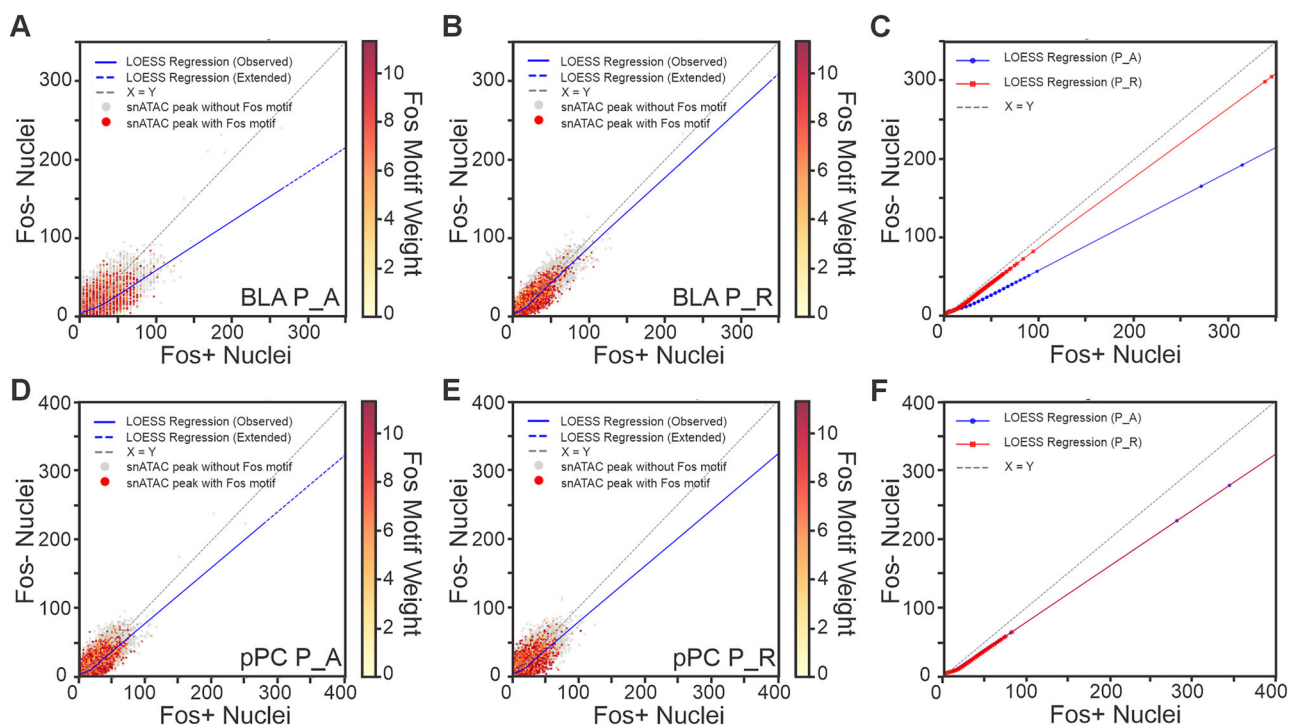 A
350
300
200
100
0
0
100
200
300
Fos- Nuclei
Fos+ Nuclei
LOESS Regression (Observed)
LOESS Regression (Extended)
X = Y
snATAC peak without Fos motif
snATAC peak with Fos motif
BLA P_A
10
8
6
4
2
0
Fos Motif Weight
B
300
200
100
0
0
100
200
300
Fos- Nuclei
Fos+ Nuclei
LOESS Regression (Observed)
LOESS Regression (Extended)
X = Y
snATAC peak without Fos motif
snATAC peak with Fos motif
BLA P_R
10
8
6
4
2
0
Fos Motif Weight
C
300
200
100
0
0
100
200
300
Fos- Nuclei
Fos+ Nuclei
LOESS Regression (P_A)
LOESS Regression (P_R)
X = Y
D
400
300
200
100
0
0
100
200
300
400
Fos- Nuclei
Fos+ Nuclei
LOESS Regression (Observed)
LOESS Regression (Extended)
X = Y
snATAC peak without Fos motif
snATAC peak with Fos motif
pPC P_A
10
8
6
4
2
0
Fos Motif Weight
E
400
300
200
100
0
0
100
200
300
400
Fos- Nuclei
Fos+ Nuclei
LOESS Regression (Observed)
LOESS Regression (Extended)
X = Y
snATAC peak without Fos motif
snATAC peak with Fos motif
pPC P_R
10
8
6
4
2
0
Fos Motif Weight
F
400
300
200
100
0
0
100
200
300
400
Fos- Nuclei
Fos+ Nuclei
LOESS Regression (P_A)
LOESS Regression (P_R)
X = Y